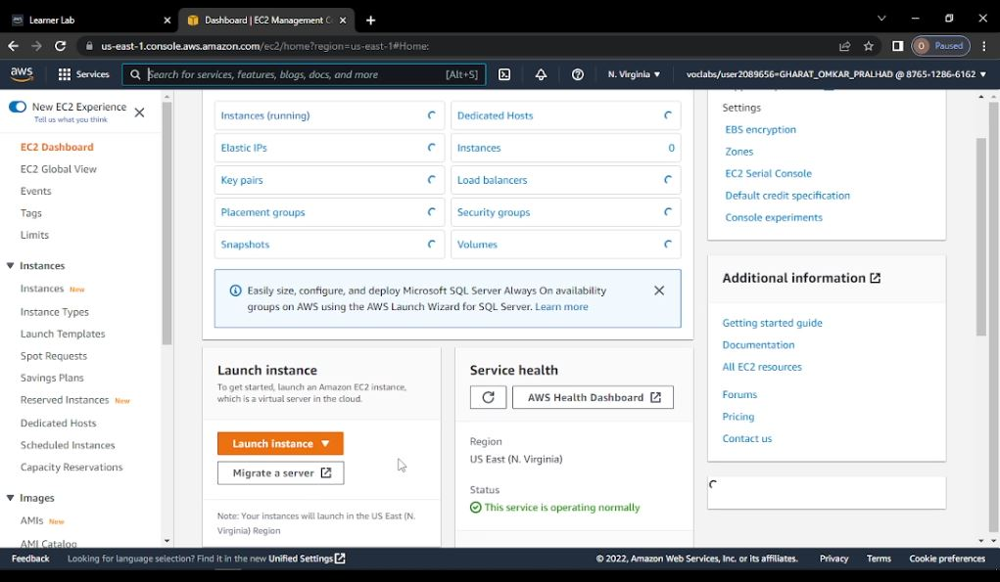 Learner Lab
Dashboard | EC2 Management C
us-east-1.console.aws.amazon.com/ec2/home?region=us-east-1#Home:
O Paused
aws
Services
Search for services, features, blogs, docs, and more
[Alt+S]
N. Virginia
voclabs/user2089656=GHARAT_OMKAR_PRALHAD @ 8765-1286-6162
New EC2 Experience
Tell us what you think
EC2 Dashboard
EC2 Global View
Events
Tags
Limits
Instances
Instances New
Instance Types
Launch Templates
Spot Requests
Savings Plans
Reserved Instances New
Dedicated Hosts
Scheduled Instances
Capacity Reservations
Images
AMIs New
AMI Catalog
Instances (running)
Dedicated Hosts
Elastic IPs
Instances 0
Key pairs
Load balancers
Placement groups
Security groups
Snapshots
Volumes
Easily size, configure, and deploy Microsoft SQL Server Always On availability
groups on AWS using the AWS Launch Wizard for SQL Server. Learn more
Launch instance
To get started, launch an Amazon EC2 instance,
which is a virtual server in the cloud.
Launch instance
Migrate a server
Note: Your instances will launch in the US East (N.
Virginia) Region
Service health
AWS Health Dashboard
Region
US East (N. Virginia)
Status
This service is operating normally
Settings
EBS encryption
Zones
EC2 Serial Console
Default credit specification
Console experiments
Additional information
Getting started guide
Documentation
All EC2 resources
Forums
Pricing
Contact us
Feedback
Looking for language selection? Find it in the new Unified Settings
© 2022, Amazon Web Services, Inc. or its affiliates.
Privacy
Terms
Cookie preferences